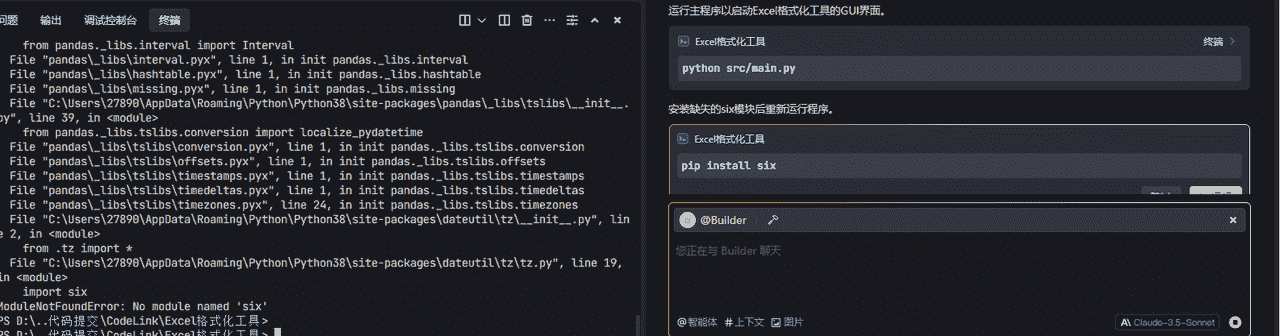 问题 输出 调试控制台 终端
from pandas._libs.interval import Interval
File "pandas\_libs\interval.pyx", line 1, in init pandas._libs.interval
File "pandas\_libs\hashtable.pyx", line 1, in init pandas._libs.hashtable
File "pandas\_libs\missing.pyx", line 1, in init pandas._libs.missing
File "C:\Users\27890\AppData\Roaming\Python\Python38\site-packages\pandas\_libs\tslibs\__init__.
py", line 39, in <module>
from pandas._libs.tslibs.conversion import localize_pydatetime
File "pandas\_libs\tslibs\conversion.pyx", line 1, in init pandas._libs.tslibs.conversion
File "pandas\_libs\tslibs\offsets.pyx", line 1, in init pandas._libs.tslibs.offsets
File "pandas\_libs\tslibs\timestamps.pyx", line 1, in init pandas._libs.tslibs.timestamps
File "pandas\_libs\tslibs\timedeltas.pyx", line 1, in init pandas._libs.tslibs.timedeltas
File "pandas\_libs\tslibs\timezones.pyx", line 24, in init pandas._libs.tslibs.timezones
File "C:\Users\27890\AppData\Roaming\Python\Python38\site-packages\dateutil\tz\__init__.py", lin
e 2, in <module>
from .tz import *
File "C:\Users\27890\AppData\Roaming\Python\Python38\site-packages\dateutil\tz\tz.py", line 19,
in <module>
import six
ModuleNotFoundError: No module named 'six'
PS D:\..代码提交\CodeLink\Excel格式化工具>
PS D:\..代码提交\CodeLink\Excel格式化工具>
运行主程序以启动Excel格式化工具的GUI界面。
Excel格式化工具 终端
python src/main.py
安装缺失的six模块后重新运行程序。
Excel格式化工具
pip install six
@Builder
您正在与 Builder 聊天
@智能体 #上下文 图片
Claude-3.5-Sonnet